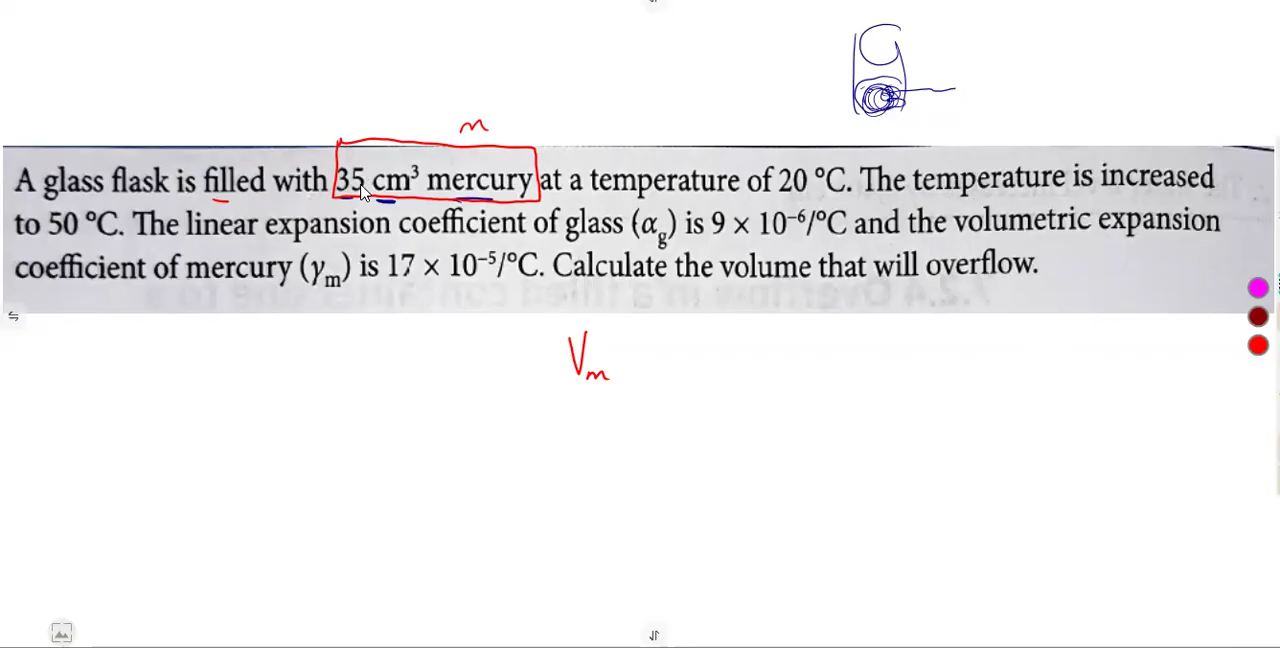 m
A glass flask is filled with 35 cm³ mercury at a temperature of 20 °C. The temperature is increased
to 50 °C. The linear expansion coefficient of glass (αg) is 9 × 10⁻⁶/°C and the volumetric expansion
coefficient of mercury (γm) is 17 × 10⁻⁵/°C. Calculate the volume that will overflow.
Vm